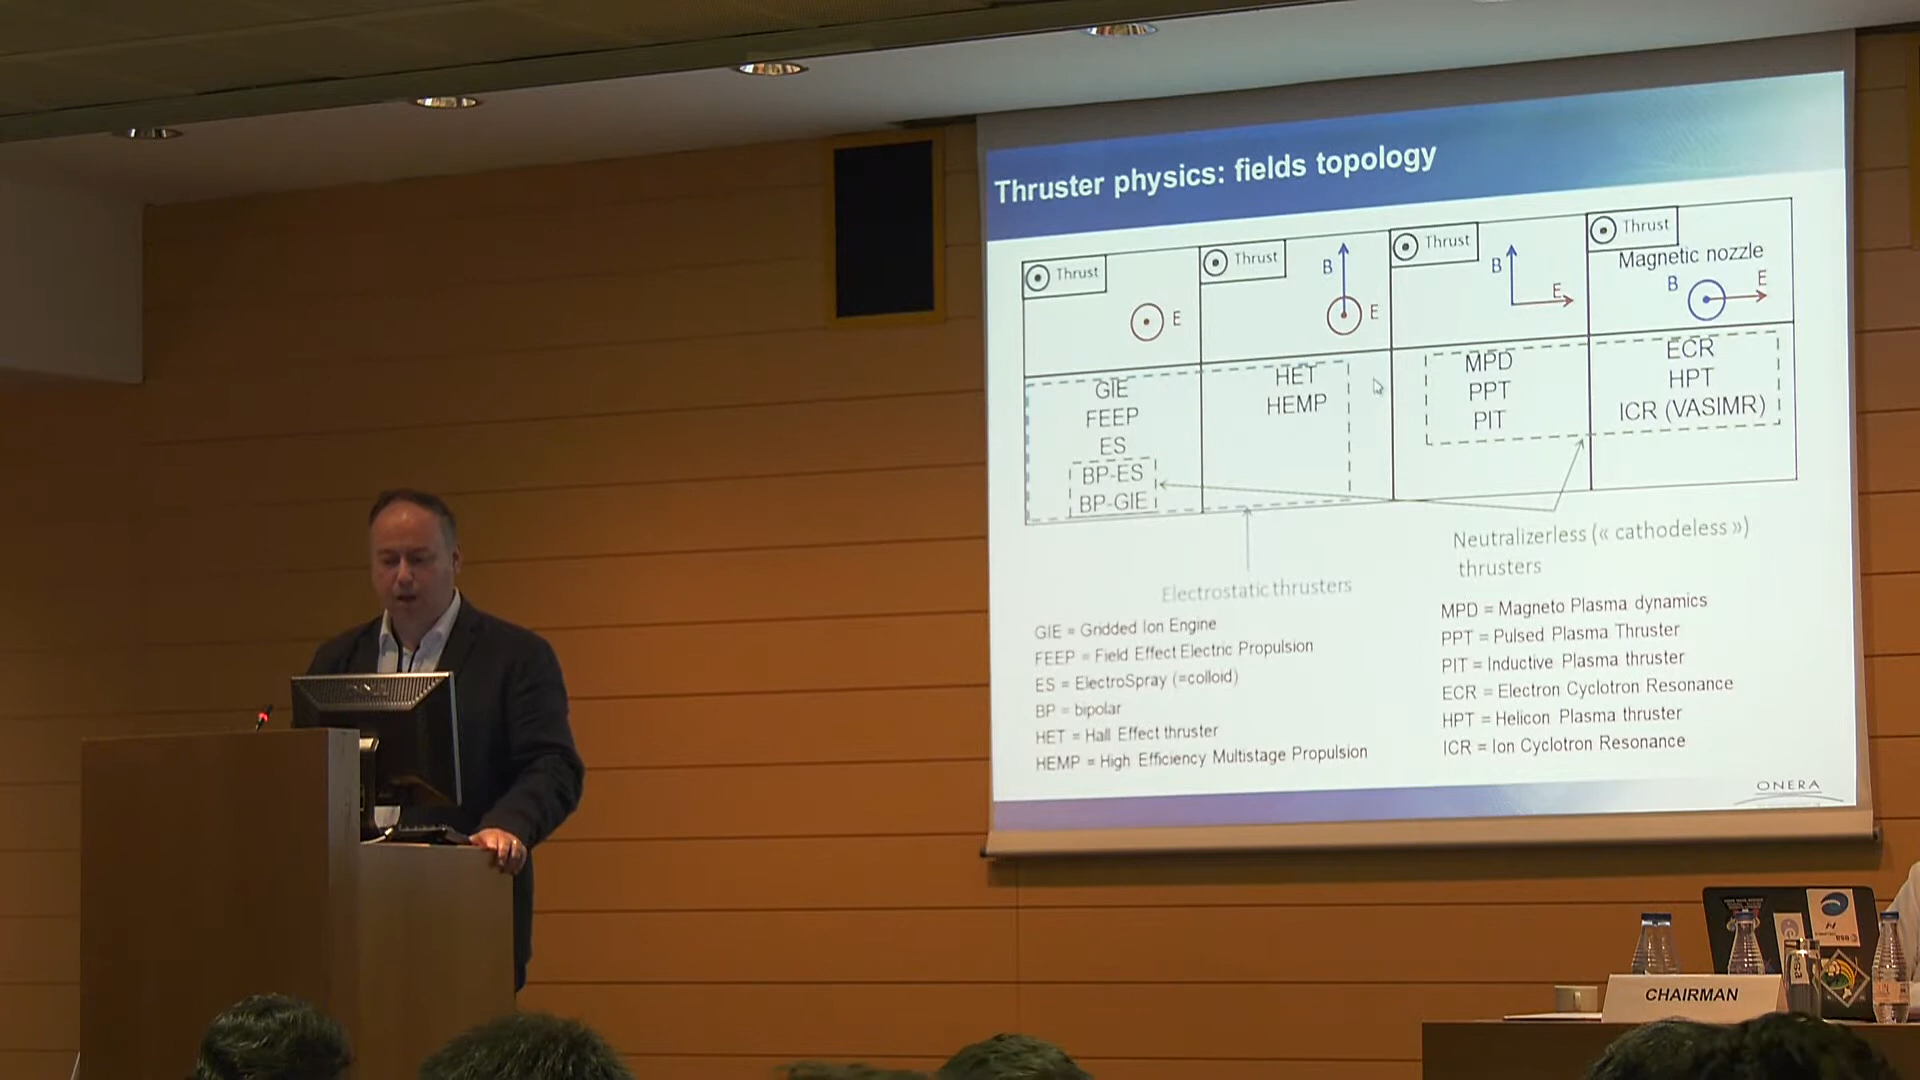 Thruster physics: fields topology
Thrust
E
Thrust
B
E
Thrust
B
E
Thrust
Magnetic nozzle
B
E
GIE
FEEP
ES
BP-ES
BP-GIE
HET
HEMP
MPD
PPT
PIT
ECR
HPT
ICR (VASIMR)
Electrostatic thrusters
Neutralizerless (« cathodeless »)
thrusters
GIE = Gridded Ion Engine
FEEP = Field Effect Electric Propulsion
ES = ElectroSpray (=colloid)
BP = bipolar
HET = Hall Effect thruster
HEMP = High Efficiency Multistage Propulsion
MPD = Magneto Plasma dynamics
PPT = Pulsed Plasma Thruster
PIT = Inductive Plasma thruster
ECR = Electron Cyclotron Resonance
HPT = Helicon Plasma thruster
ICR = Ion Cyclotron Resonance
ONERA
CHAIRMAN
esa